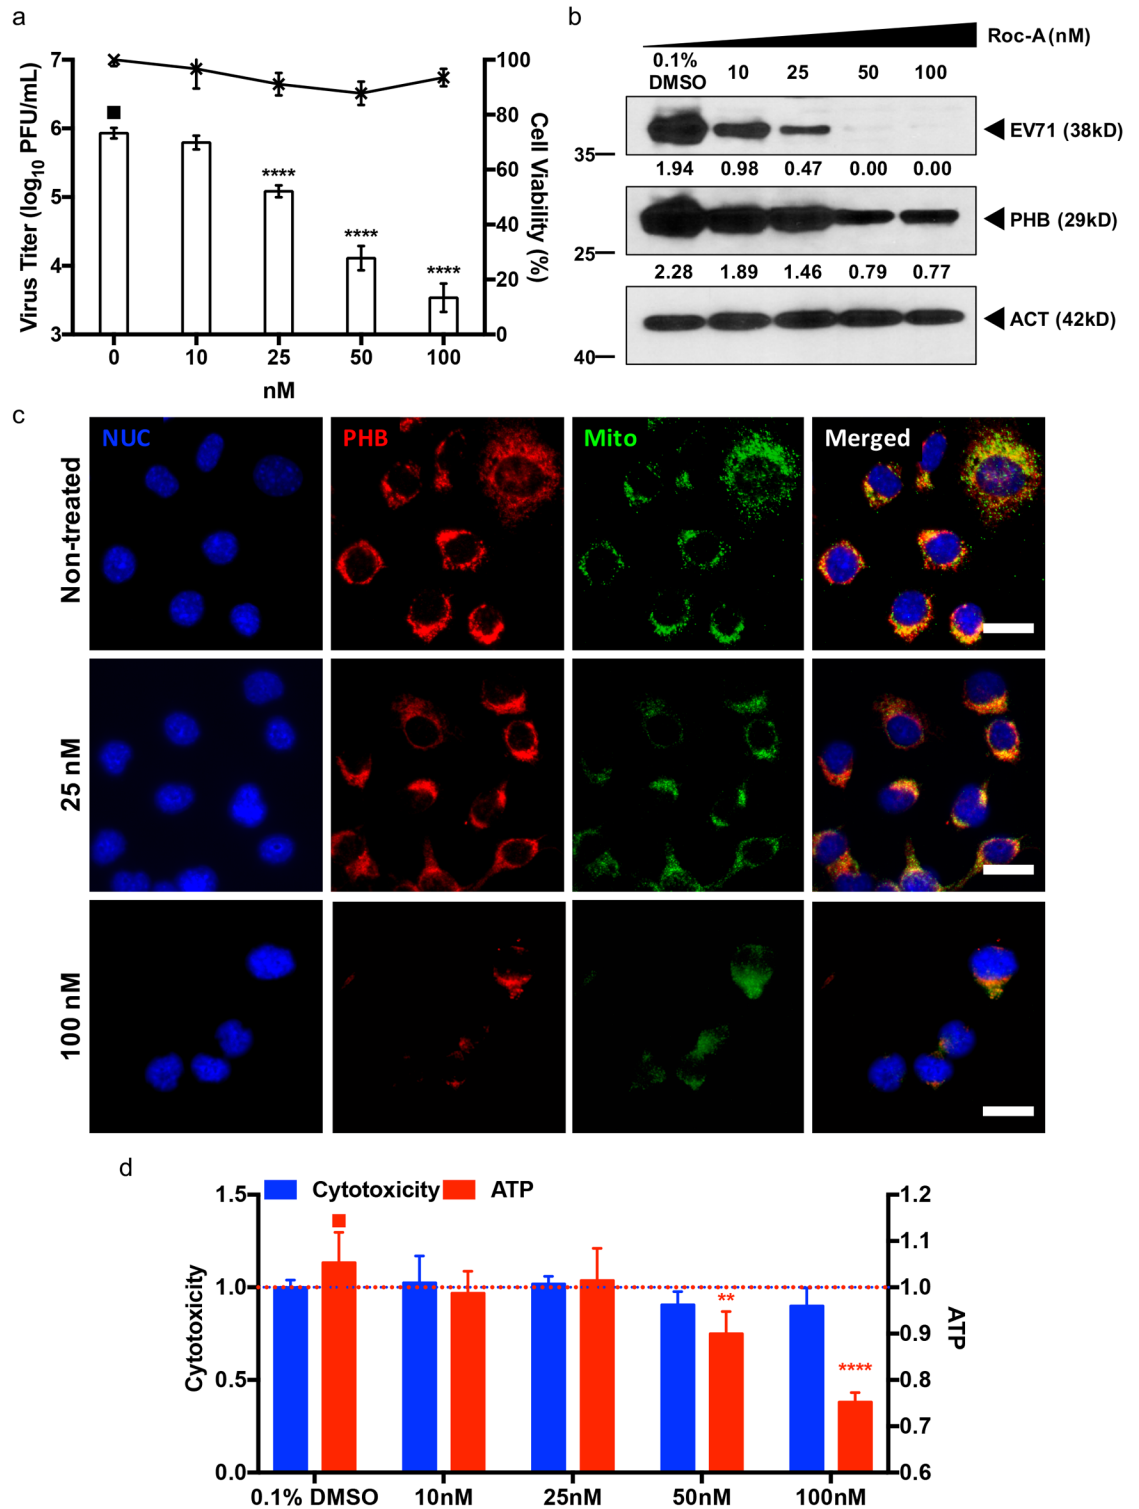 a
7
6
5
4
3
Virus Titer (log10 PFU/mL)
100
80
60
40
20
0
Cell Viability (%)
****
****
****
0 10 25 50 100
nM
b
Roc-A (nM)
0.1% DMSO 10 25 50 100
EV71 (38kD)
35
1.94 0.98 0.47 0.00 0.00
PHB (29kD)
25
2.28 1.89 1.46 0.79 0.77
ACT (42kD)
40
c
NUC PHB Mito Merged
Non-treated
25 nM
100 nM
d
Cytotoxicity ATP
1.5
1.0
0.5
0.0
Cytotoxicity
1.2
1.1
1.0
0.9
0.8
0.7
0.6
ATP
**
****
0.1% DMSO 10nM 25nM 50nM 100nM